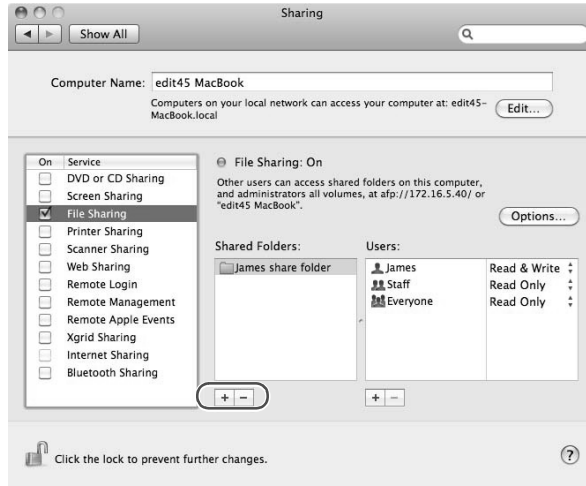 Sharing
Show All
Computer Name: edit45 MacBook
Computers on your local network can access your computer at: edit45-
MacBook.local
Edit...
On Service
DVD or CD Sharing
Screen Sharing
File Sharing
Printer Sharing
Scanner Sharing
Web Sharing
Remote Login
Remote Management
Remote Apple Events
Xgrid Sharing
Internet Sharing
Bluetooth Sharing
File Sharing: On
Other users can access shared folders on this computer,
and administrators all volumes, at afp://172.16.5.40/ or
"edit45 MacBook".
Options...
Shared Folders:
James share folder
Users:
James Read & Write
Staff Read Only
Everyone Read Only
+ −
+ −
Click the lock to prevent further changes.
?